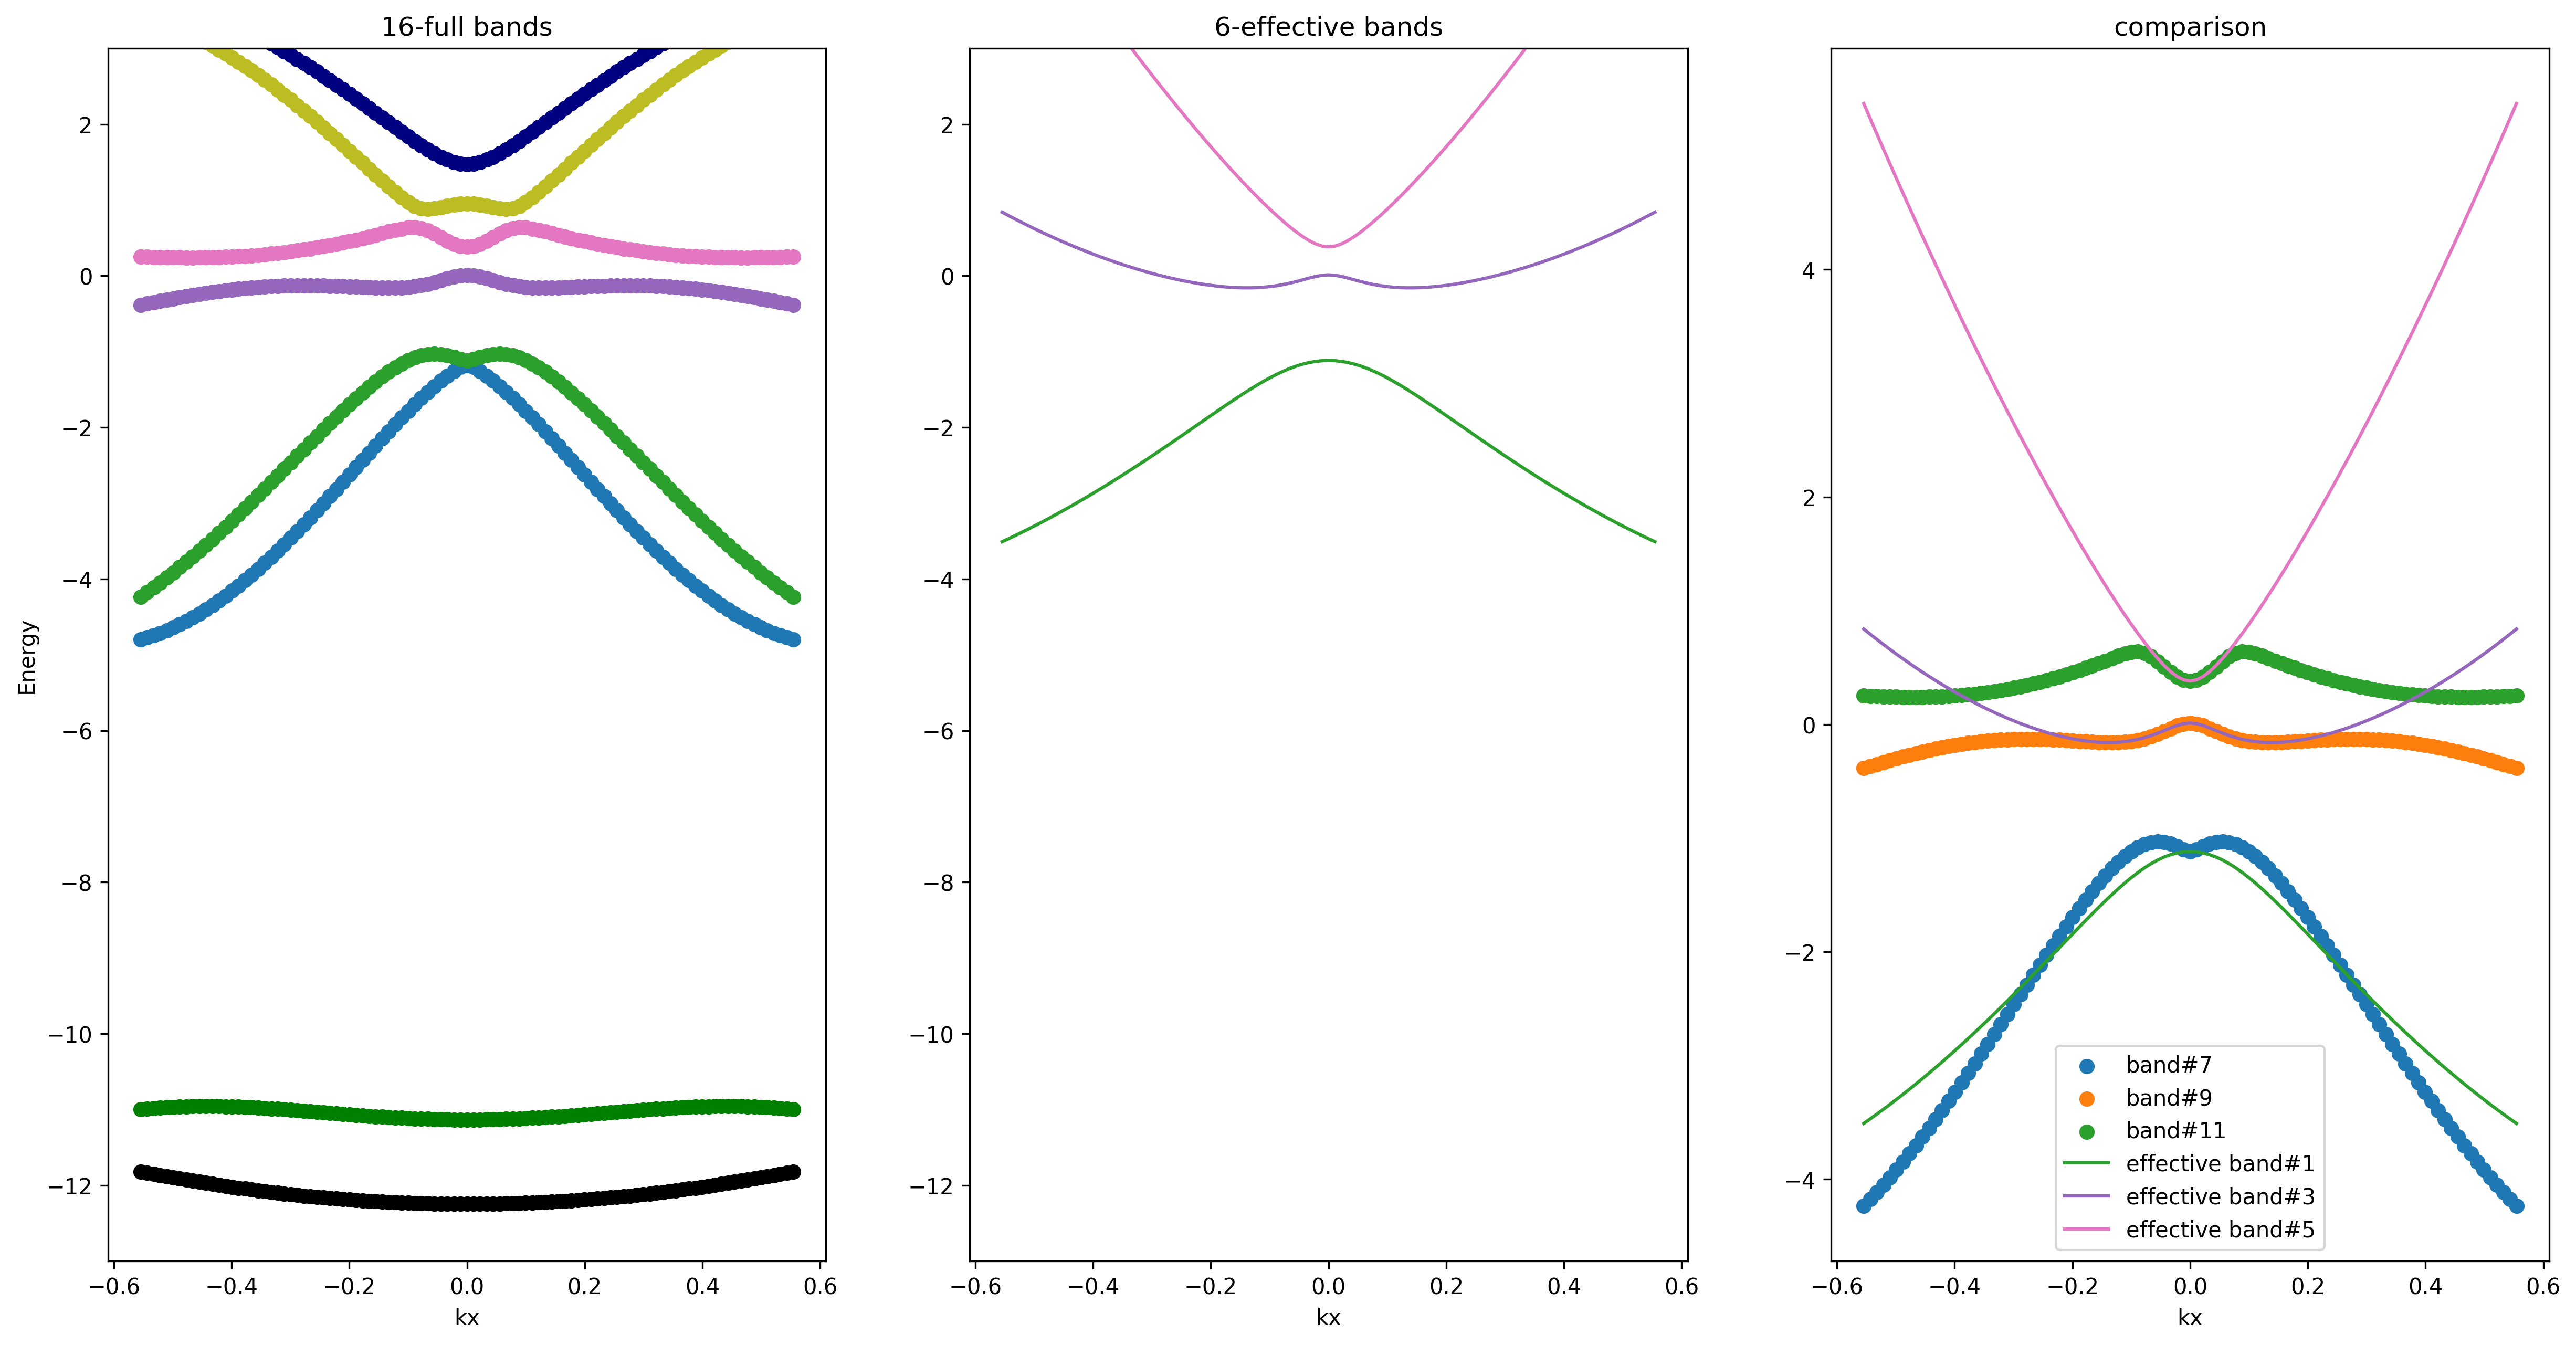 16-full bands
6-effective bands
comparison
Energy
2
0
−2
−4
−6
−8
−10
−12
−0.6 −0.4 −0.2 0.0 0.2 0.4 0.6
kx
2
0
−2
−4
−6
−8
−10
−12
−0.6 −0.4 −0.2 0.0 0.2 0.4 0.6
kx
4
2
0
−2
−4
band#7
band#9
band#11
effective band#1
effective band#3
effective band#5
−0.6 −0.4 −0.2 0.0 0.2 0.4 0.6
kx